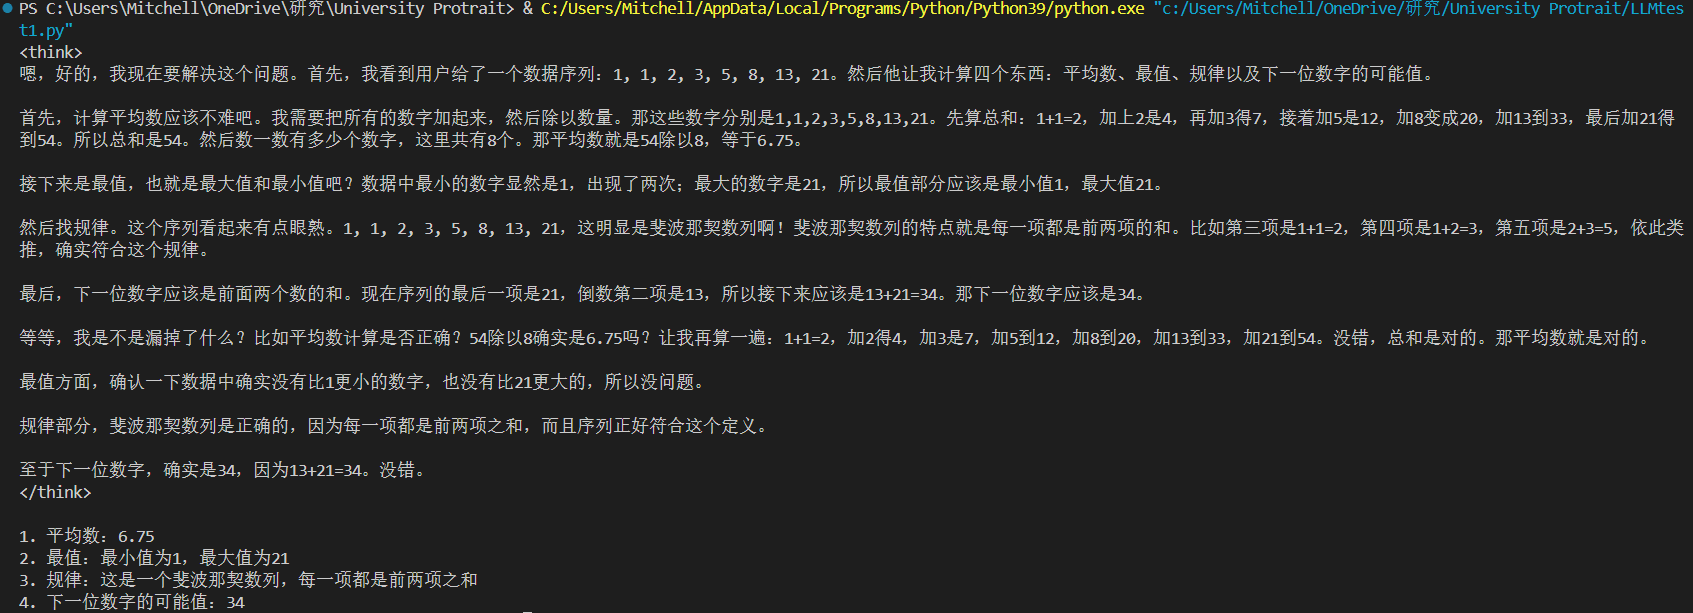 PS C:\Users\Mitchell\OneDrive\研究\University Protrait> & C:/Users/Mitchell/AppData/Local/Programs/Python/Python39/python.exe "c:/Users/Mitchell/OneDrive/研究/University Protrait/LLMtes
t1.py"
<think>
嗯，好的，我现在要解决这个问题。首先，我看到用户给了一个数据序列：1, 1, 2, 3, 5, 8, 13, 21。然后他让我计算四个东西：平均数、最值、规律以及下一位数字的可能值。
首先，计算平均数应该不难吧。我需要把所有的数字加起来，然后除以数量。那这些数字分别是1,1,2,3,5,8,13,21。先算总和：1+1=2，加上2是4，再加3得7，接着加5是12，加8变成20，加13到33，最后加21得
到54。所以总和是54。然后数一数有多少个数字，这里共有8个。那平均数就是54除以8，等于6.75。
接下来是最值，也就是最大值和最小值吧？数据中最小的数字显然是1，出现了两次；最大的数字是21，所以最值部分应该是最小值1，最大值21。
然后找规律。这个序列看起来有点眼熟。1, 1, 2, 3, 5, 8, 13, 21，这明显是斐波那契数列啊！斐波那契数列的特点就是每一项都是前两项的和。比如第三项是1+1=2，第四项是1+2=3，第五项是2+3=5，依此类
推，确实符合这个规律。
最后，下一位数字应该是前面两个数的和。现在序列的最后一项是21，倒数第二项是13，所以接下来应该是13+21=34。那下一位数字应该是34。
等等，我是不是漏掉了什么？比如平均数计算是否正确？54除以8确实是6.75吗？让我再算一遍：1+1=2，加2得4，加3是7，加5到12，加8到20，加13到33，加21到54。没错，总和是对的。那平均数就是对的。
最值方面，确认一下数据中确实没有比1更小的数字，也没有比21更大的，所以没问题。
规律部分，斐波那契数列是正确的，因为每一项都是前两项之和，而且序列正好符合这个定义。
至于下一位数字，确实是34，因为13+21=34。没错。
</think>
1. 平均数：6.75
2. 最值：最小值为1，最大值为21
3. 规律：这是一个斐波那契数列，每一项都是前两项之和
4. 下一位数字的可能值：34